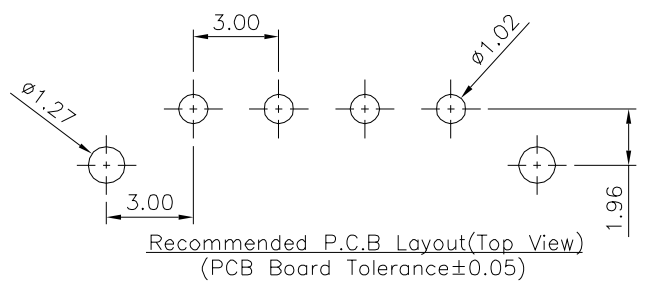 3.00
ø1.02
ø1.27
3.00
1.96
Recommended P.C.B Layout(Top View)
(PCB Board Tolerance±0.05)